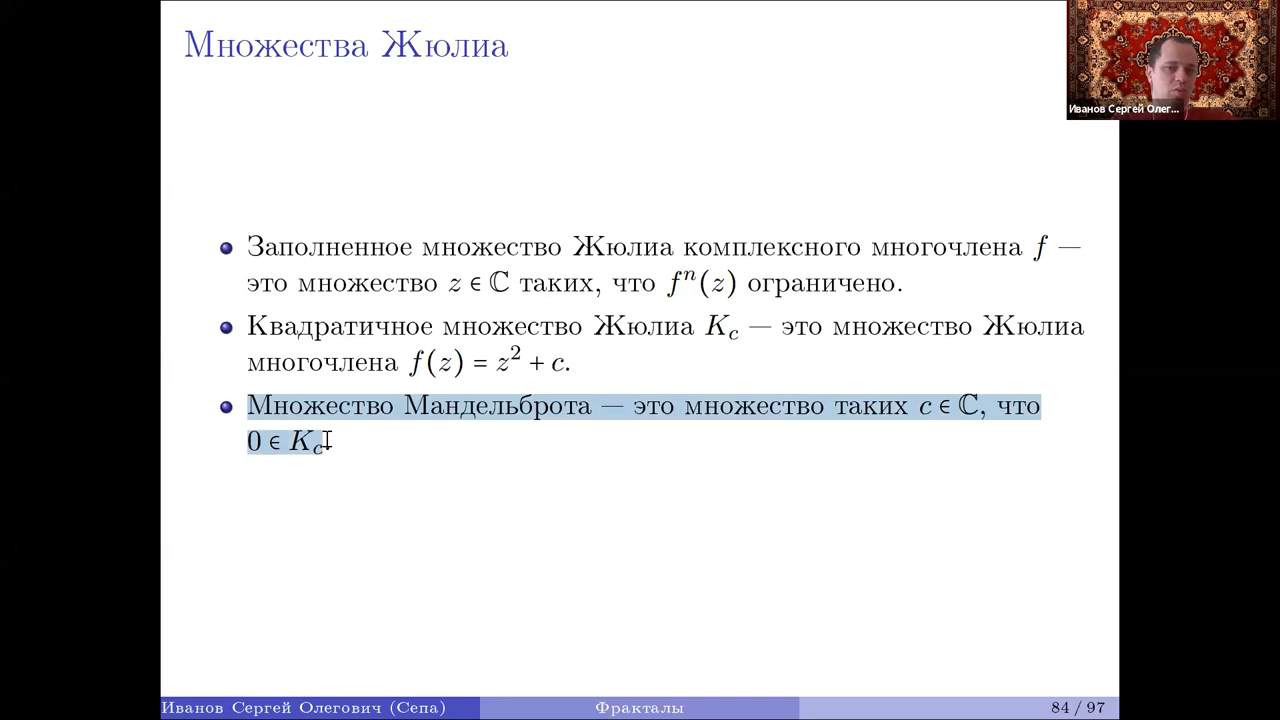 Множества Жюлиа
Иванов Сергей Олег...
Заполненное множество Жюлиа комплексного многочлена f —
это множество z ∈ ℂ таких, что fⁿ(z) ограничено.
Квадратичное множество Жюлиа K_c — это множество Жюлиа
многочлена f(z) = z² + c.
Множество Мандельброта — это множество таких c ∈ ℂ, что
0 ∈ K_c.
Иванов Сергей Олегович (Сепа)
Фракталы
84 / 97